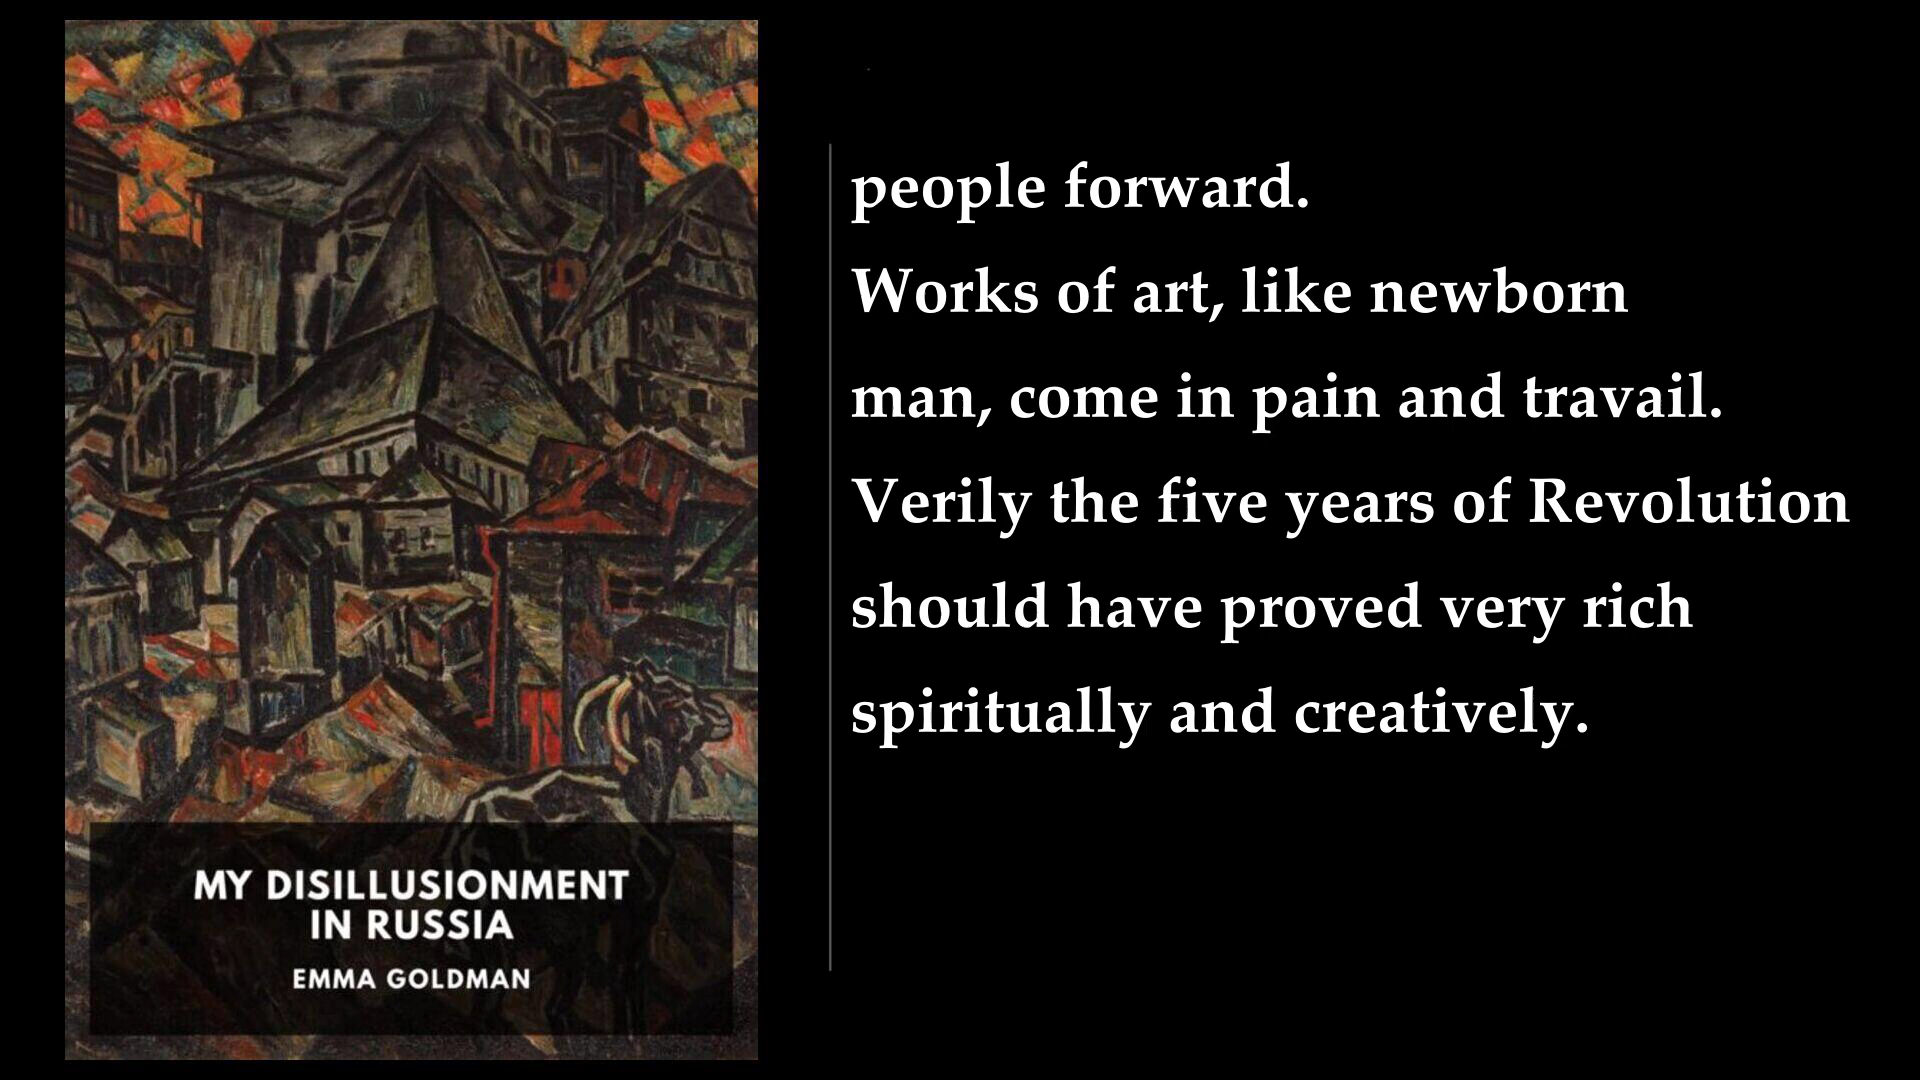 MY DISILLUSIONMENT
IN RUSSIA
EMMA GOLDMAN
people forward.
Works of art, like newborn
man, come in pain and travail.
Verily the five years of Revolution
should have proved very rich
spiritually and creatively.